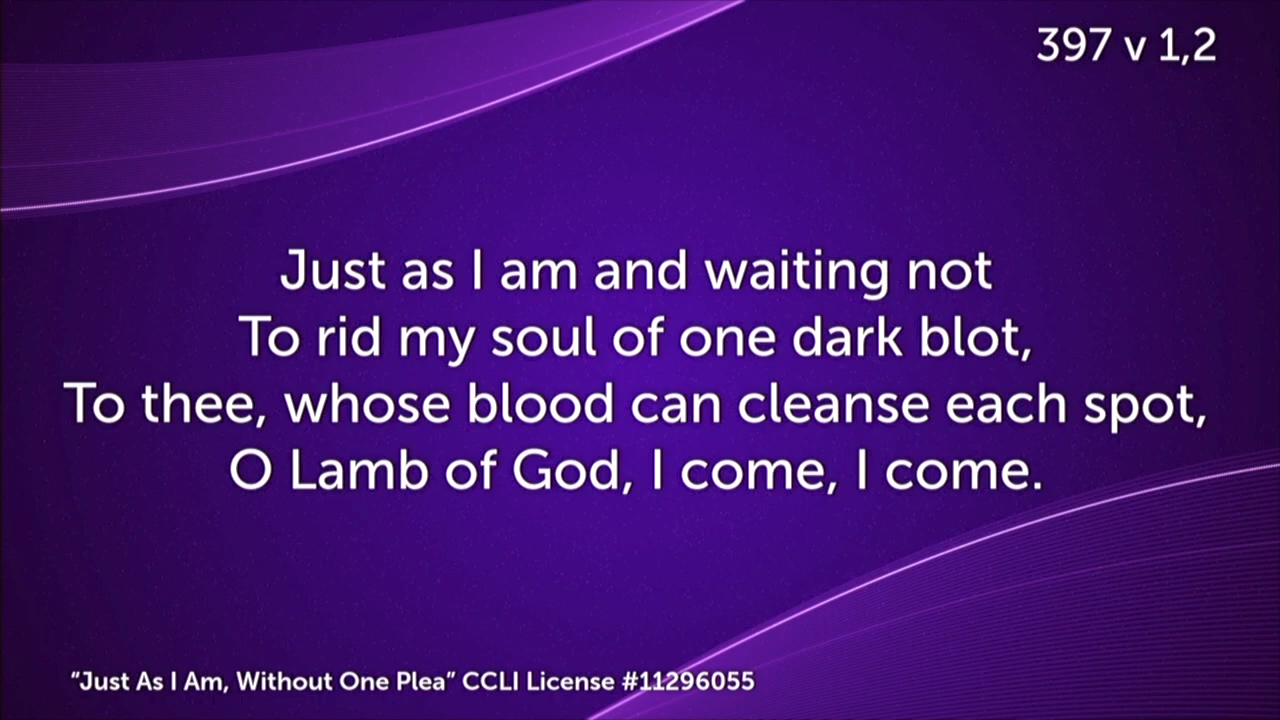 397 v 1,2
Just as I am and waiting not
To rid my soul of one dark blot,
To thee, whose blood can cleanse each spot,
O Lamb of God, I come, I come.
“Just As I Am, Without One Plea” CCLI License #11296055